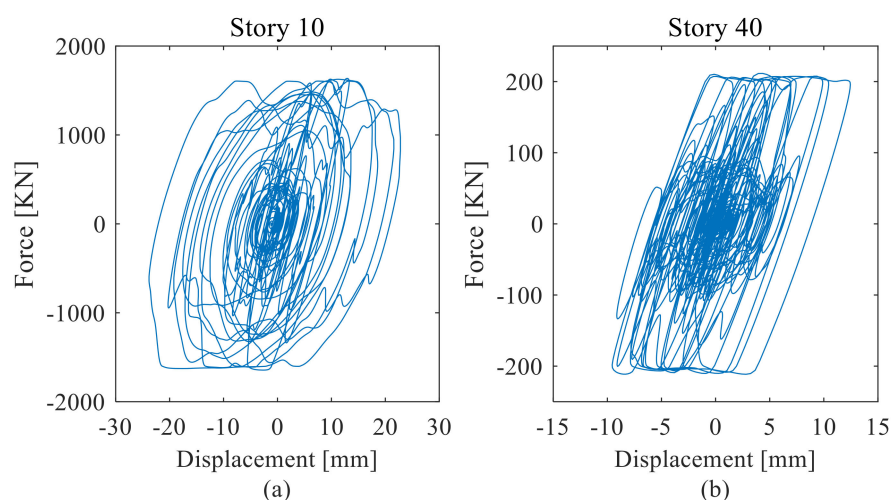 Story 10
2000
1000
0
-1000
-2000
Force [KN]
-30 -20 -10 0 10 20 30
Displacement [mm]
(a)
Story 40
200
100
0
-100
-200
Force [KN]
-15 -10 -5 0 5 10 15
Displacement [mm]
(b)